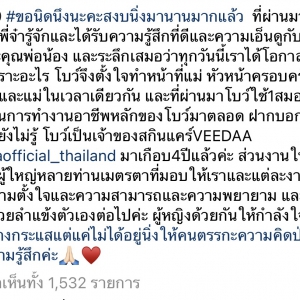 #ขอนิดนึงนะคะสงบนิ่งมานานมากแล้ว ที่ผ่านม
พี่จ๋ารู้จักและได้รับความรู้สึกที่ดีและความเอ็นดูกับ
ะคุณพ่อน้อง และระลึกเสมอว่าทุกวันนี้เราได้โอกา
ราะอะไร โบว์จึงตั้งใจทำหน้าที่แม่ หัวหน้าครอบคร
และแม่ในเวลาเดียวกัน และที่ผ่านมาโบว์ใช้1สมอ
นการทำงานอาชีพหลักของโบว์มาตลอด ฝากบอก
ยังไม่รู้ โบว์เป็นเจ้าของสกินแคร์VEEDAA
aofficial_thailand มาเกือบ4ปีแล้วค่ะ ส่วนงานใ
ผู้ใหญ่หลายท่านเมตรตาที่มอบ ให้เราและแต่ละงา
ามตั้งใจและความสามารถและความพยายาม แล
วยลำแข้งตัวเองต่อไปค่ะ ผู้หญิงด้วยกันให้กำลังใ
างกระแสแต่แค่ไม่ได้อยู่นิ่งให้คนตรรกะความคิดป
ามรู้สึกค่ะ🙏🏻♥️
เห็นทั้ง 1,532 รายการ